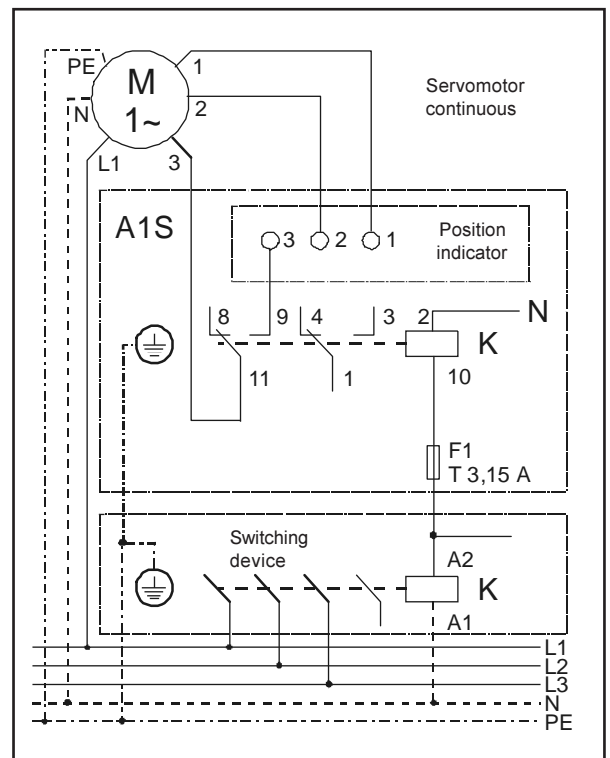 PE
1
M
1~
Servomotor
continuous
N
2
L1
3
A1S
3 2 1
Position
indicator
8 9 4 3 2 N
K
11 1 10
F1
T 3,15 A
Switching
device
A2
K
A1
L1
L2
L3
N
PE